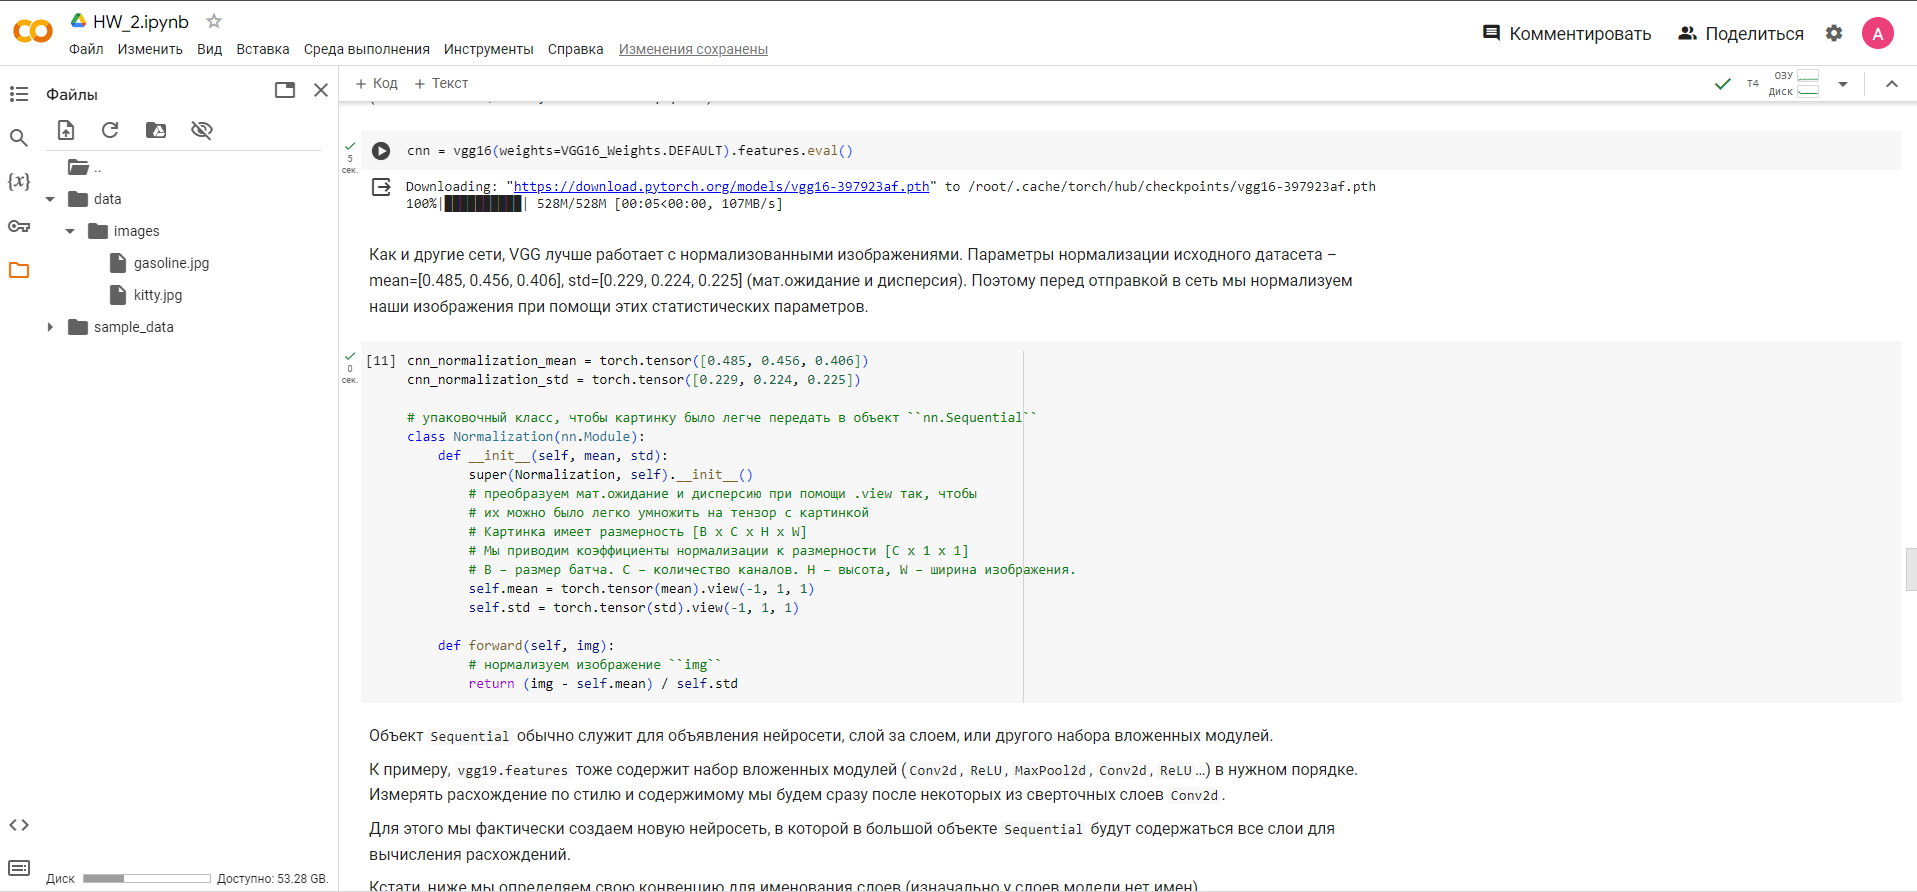 HW_2.ipynb
Файл Изменить Вид Вставка Среда выполнения Инструменты Справка Изменения сохранены
Комментировать
Поделиться
A
Файлы
..
data
images
gasoline.jpg
kitty.jpg
sample_data
{x}
Диск Доступно: 53.28 GB.
+ Код + Текст
T4
ОЗУ
Диск
5
сек.
cnn = vgg16(weights=VGG16_Weights.DEFAULT).features.eval()
Downloading: "https://download.pytorch.org/models/vgg16-397923af.pth" to /root/.cache/torch/hub/checkpoints/vgg16-397923af.pth
100%|██████████| 528M/528M [00:05<00:00, 107MB/s]
Как и другие сети, VGG лучше работает с нормализованными изображениями. Параметры нормализации исходного датасета –
mean=[0.485, 0.456, 0.406], std=[0.229, 0.224, 0.225] (мат.ожидание и дисперсия). Поэтому перед отправкой в сеть мы нормализуем
наши изображения при помощи этих статистических параметров.
0
сек.
[11] cnn_normalization_mean = torch.tensor([0.485, 0.456, 0.406])
cnn_normalization_std = torch.tensor([0.229, 0.224, 0.225])
# упаковочный класс, чтобы картинку было легче передать в объект ``nn.Sequential``
class Normalization(nn.Module):
def __init__(self, mean, std):
super(Normalization, self).__init__()
# преобразуем мат.ожидание и дисперсию при помощи .view так, чтобы
# их можно было легко умножить на тензор с картинкой
# Картинка имеет размерность [B x C x H x W]
# Мы приводим коэффициенты нормализации к размерности [C x 1 x 1]
# B – размер батча. C – количество каналов. H – высота, W – ширина изображения.
self.mean = torch.tensor(mean).view(-1, 1, 1)
self.std = torch.tensor(std).view(-1, 1, 1)
def forward(self, img):
# нормализуем изображение ``img``
return (img - self.mean) / self.std
Объект Sequential обычно служит для объявления нейросети, слой за слоем, или другого набора вложенных модулей.
К примеру, vgg19.features тоже содержит набор вложенных модулей (Conv2d, ReLU, MaxPool2d, Conv2d, ReLU…) в нужном порядке.
Измерять расхождение по стилю и содержимому мы будем сразу после некоторых из сверточных слоев Conv2d.
Для этого мы фактически создаем новую нейросеть, в которой в большой объекте Sequential будут содержаться все слои для
вычисления расхождений.
Кстати, ниже мы определяем свою конвенцию для именования слоев (изначально у слоев модели нет имен)